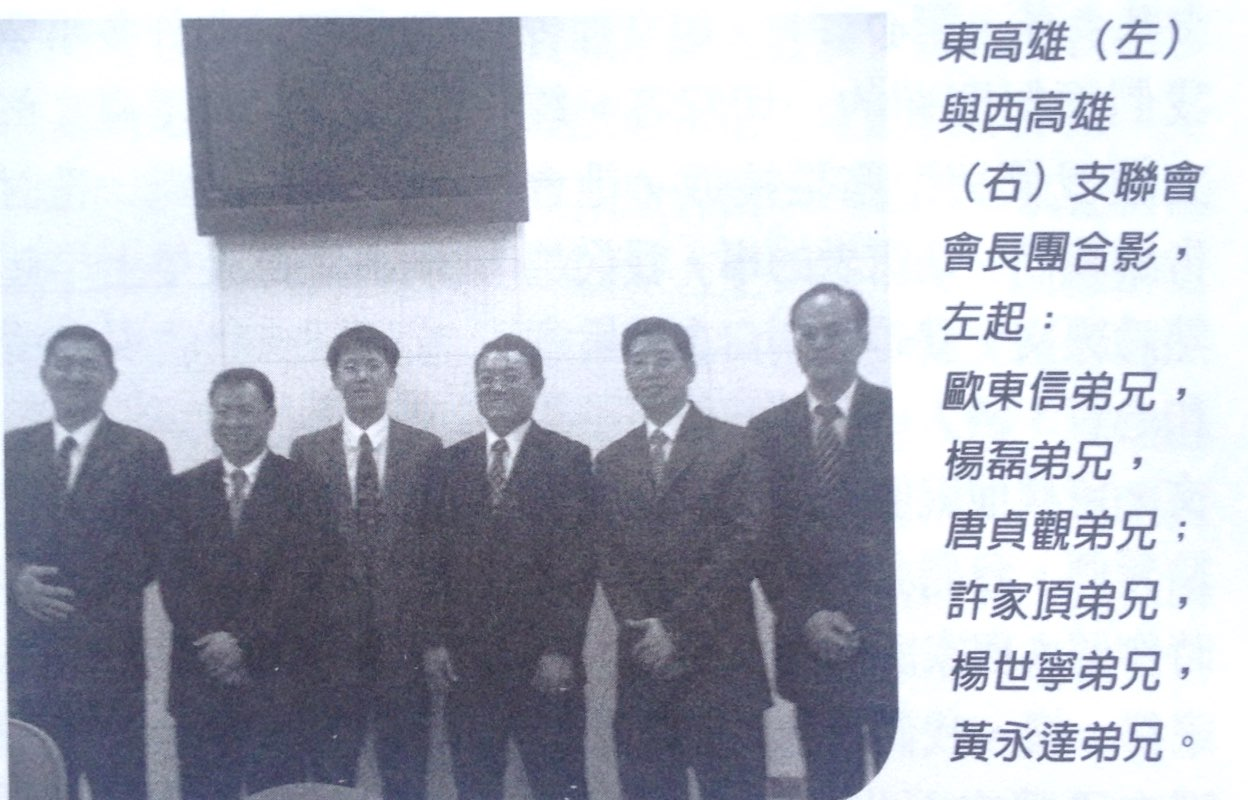 東高雄（左）
與西高雄
（右）支聯會
會長團合影，
左起：
歐東信弟兄，
楊磊弟兄，
唐貞觀弟兄；
許家頂弟兄，
楊世寧弟兄，
黃永達弟兄。